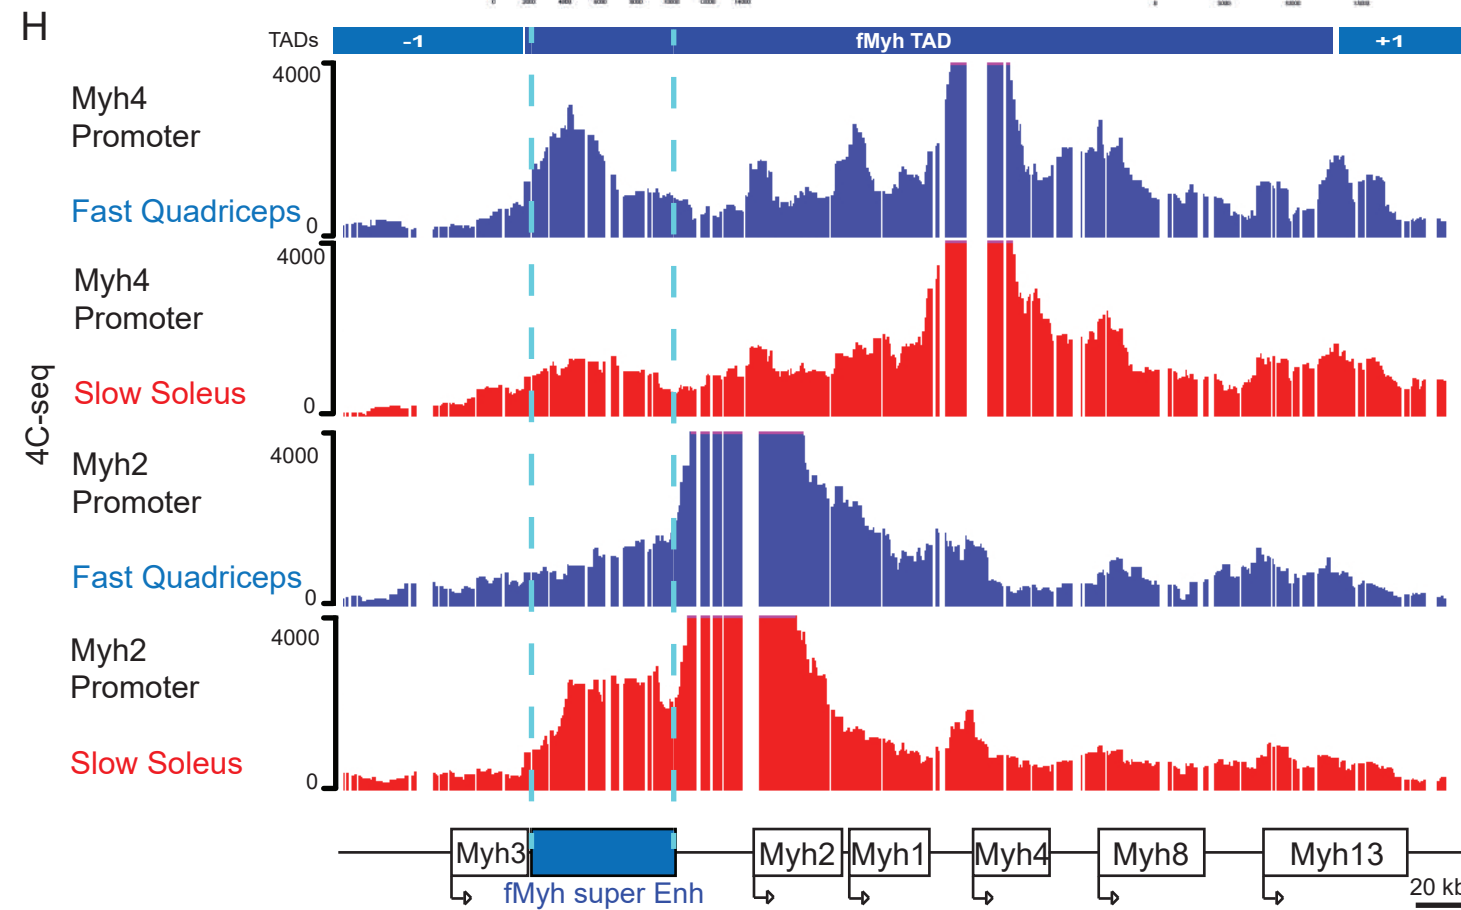 H
TADs -1 fMyh TAD +1
4000
Myh4
Promoter
Fast Quadriceps
0
4000
Myh4
Promoter
Slow Soleus
0
4C-seq
4000
Myh2
Promoter
Fast Quadriceps
0
4000
Myh2
Promoter
Slow Soleus
0
Myh3 Myh2 Myh1 Myh4 Myh8 Myh13
fMyh super Enh
20 kb